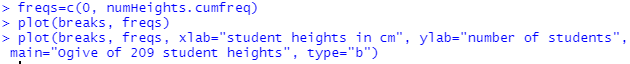 > freqs=c(0, numHeights.cumfreq)
> plot(breaks, freqs)
> plot(breaks, freqs, xlab="student heights in cm", ylab="number of students",
main="Ogive of 209 student heights", type="b")